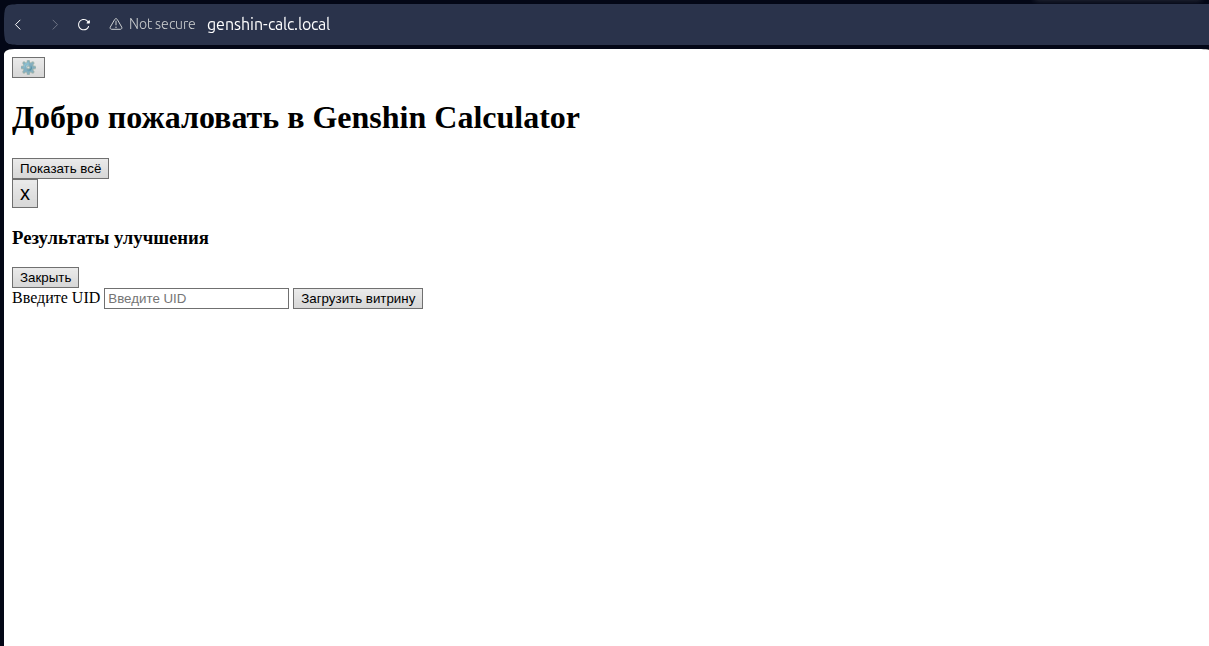 Not secure genshin-calc.local
Добро пожаловать в Genshin Calculator
Показать всё
X
Результаты улучшения
Закрыть
Введите UID Введите UID Загрузить витрину